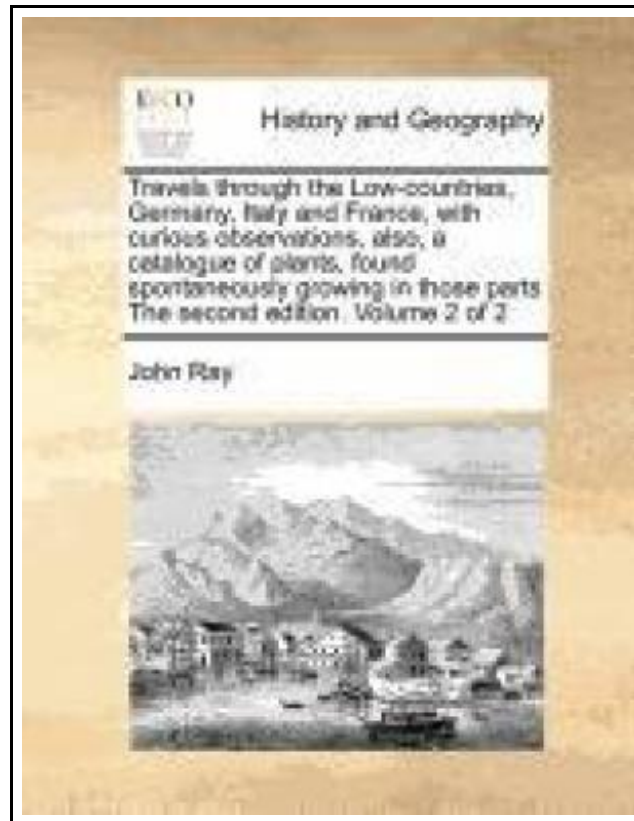 History and Geography
Travels through the Low-countries,
Germany, Italy and France, with
curious observations, also, a
catalogue of plants, found
spontaneously growing in those parts
The second edition. Volume 2 of 2
John Ray